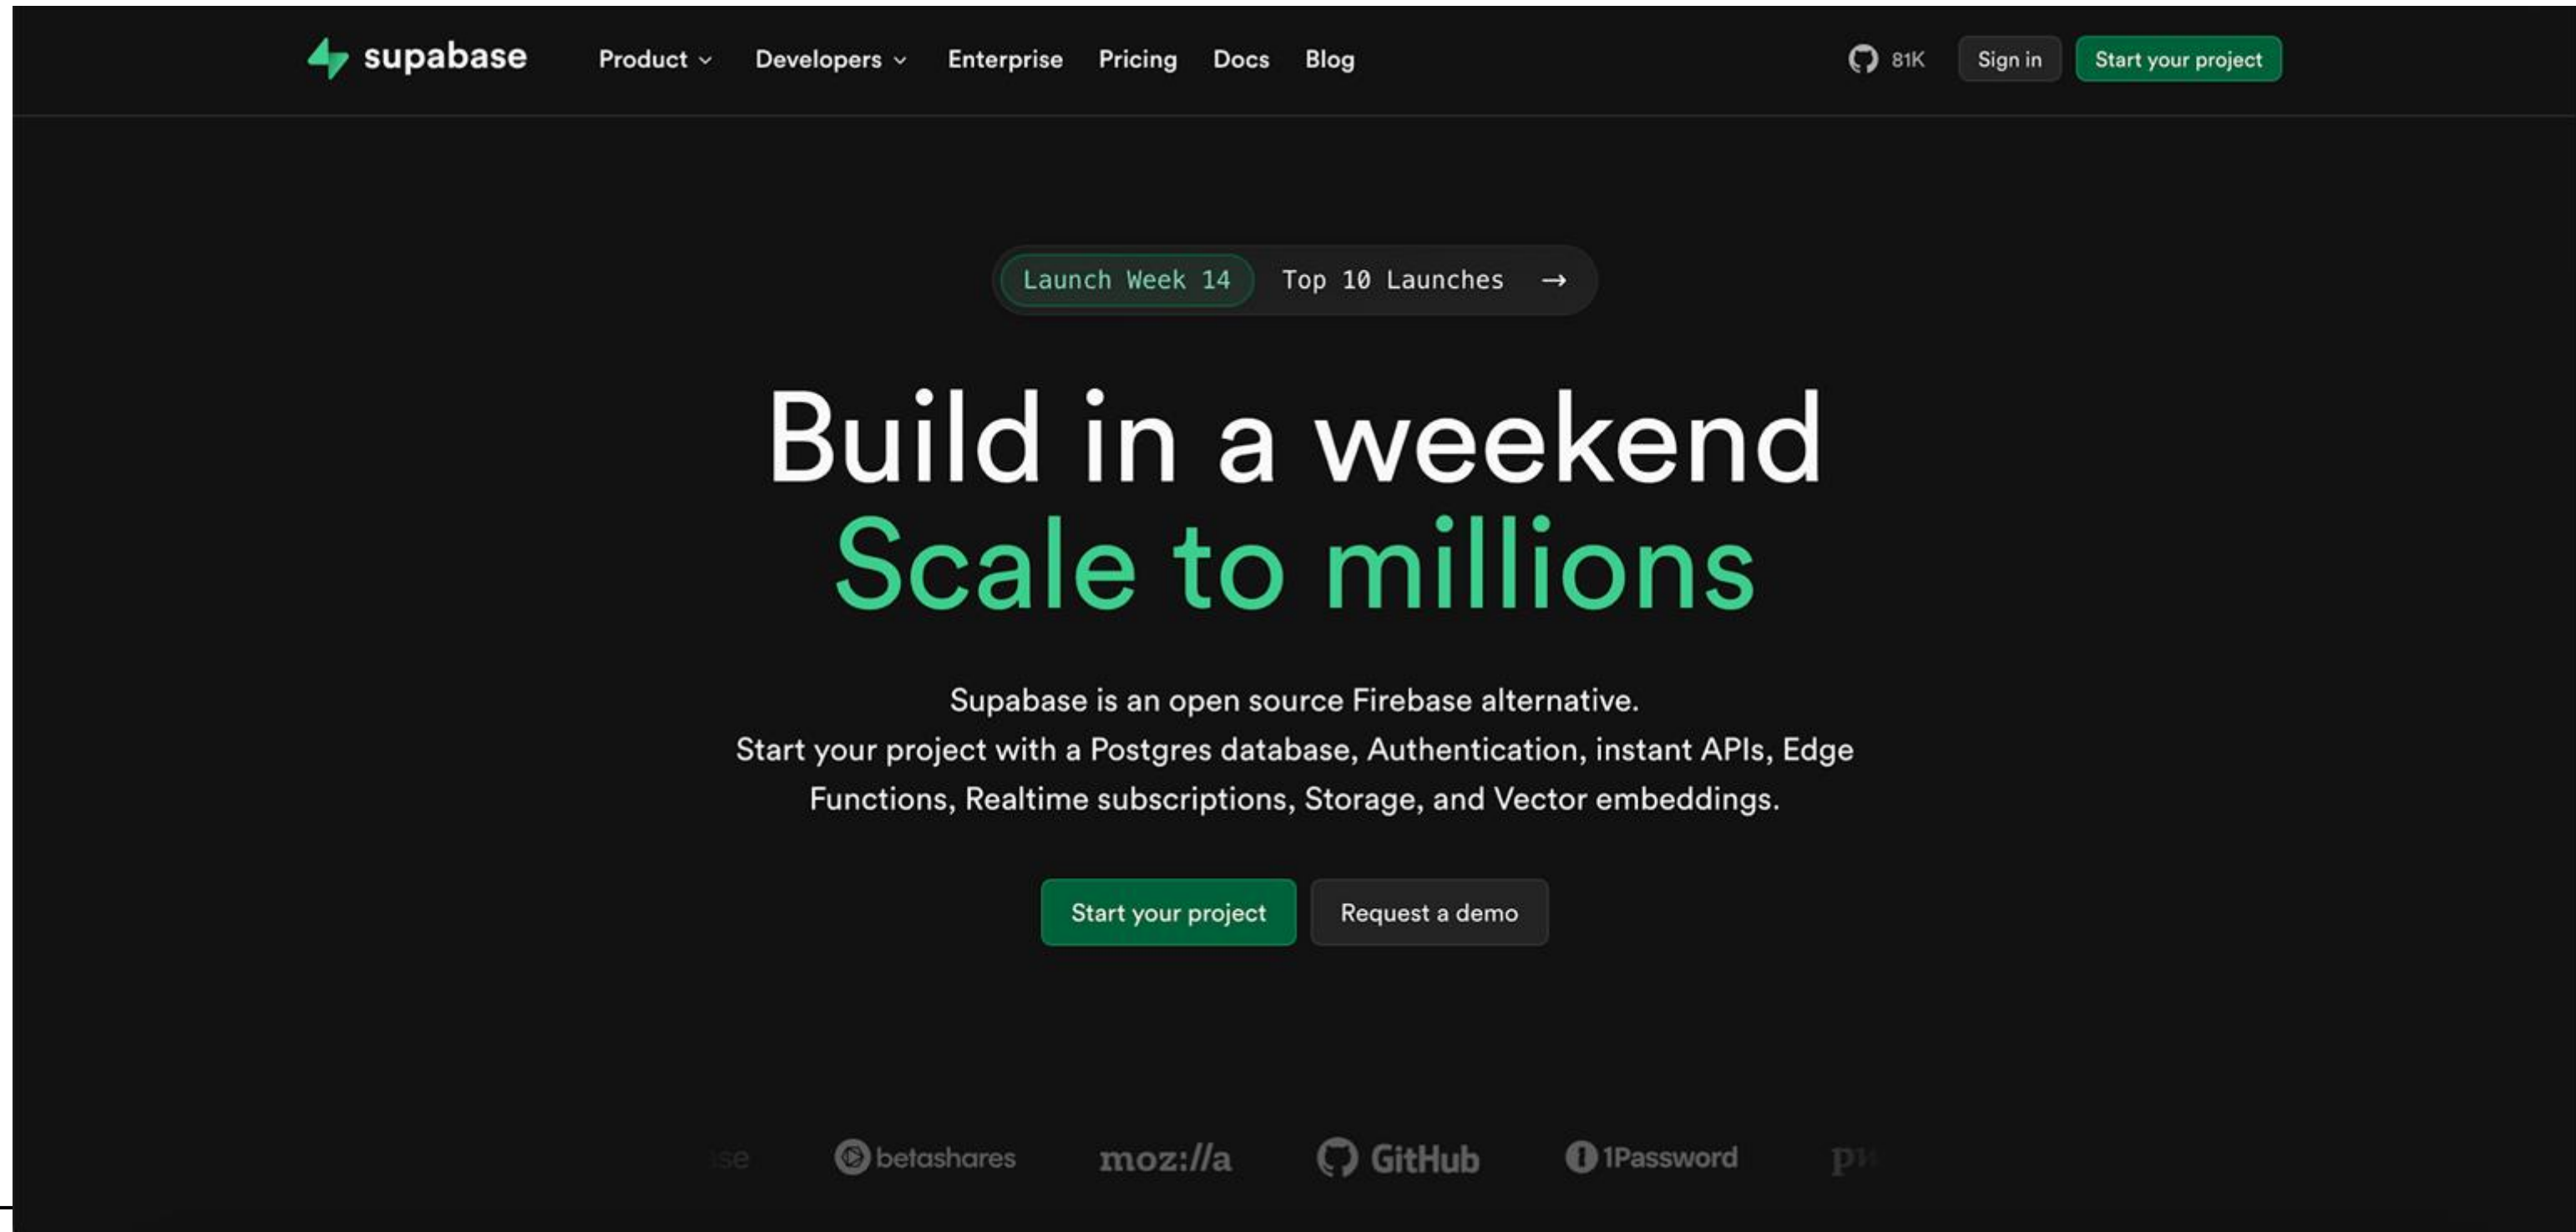 supabase Product Developers Enterprise Pricing Docs Blog 81K Sign in Start your project
Launch Week 14 Top 10 Launches →
Build in a weekend
Scale to millions
Supabase is an open source Firebase alternative.
Start your project with a Postgres database, Authentication, instant APIs, Edge
Functions, Realtime subscriptions, Storage, and Vector embeddings.
Start your project Request a demo
betashares moz://a GitHub 1Password